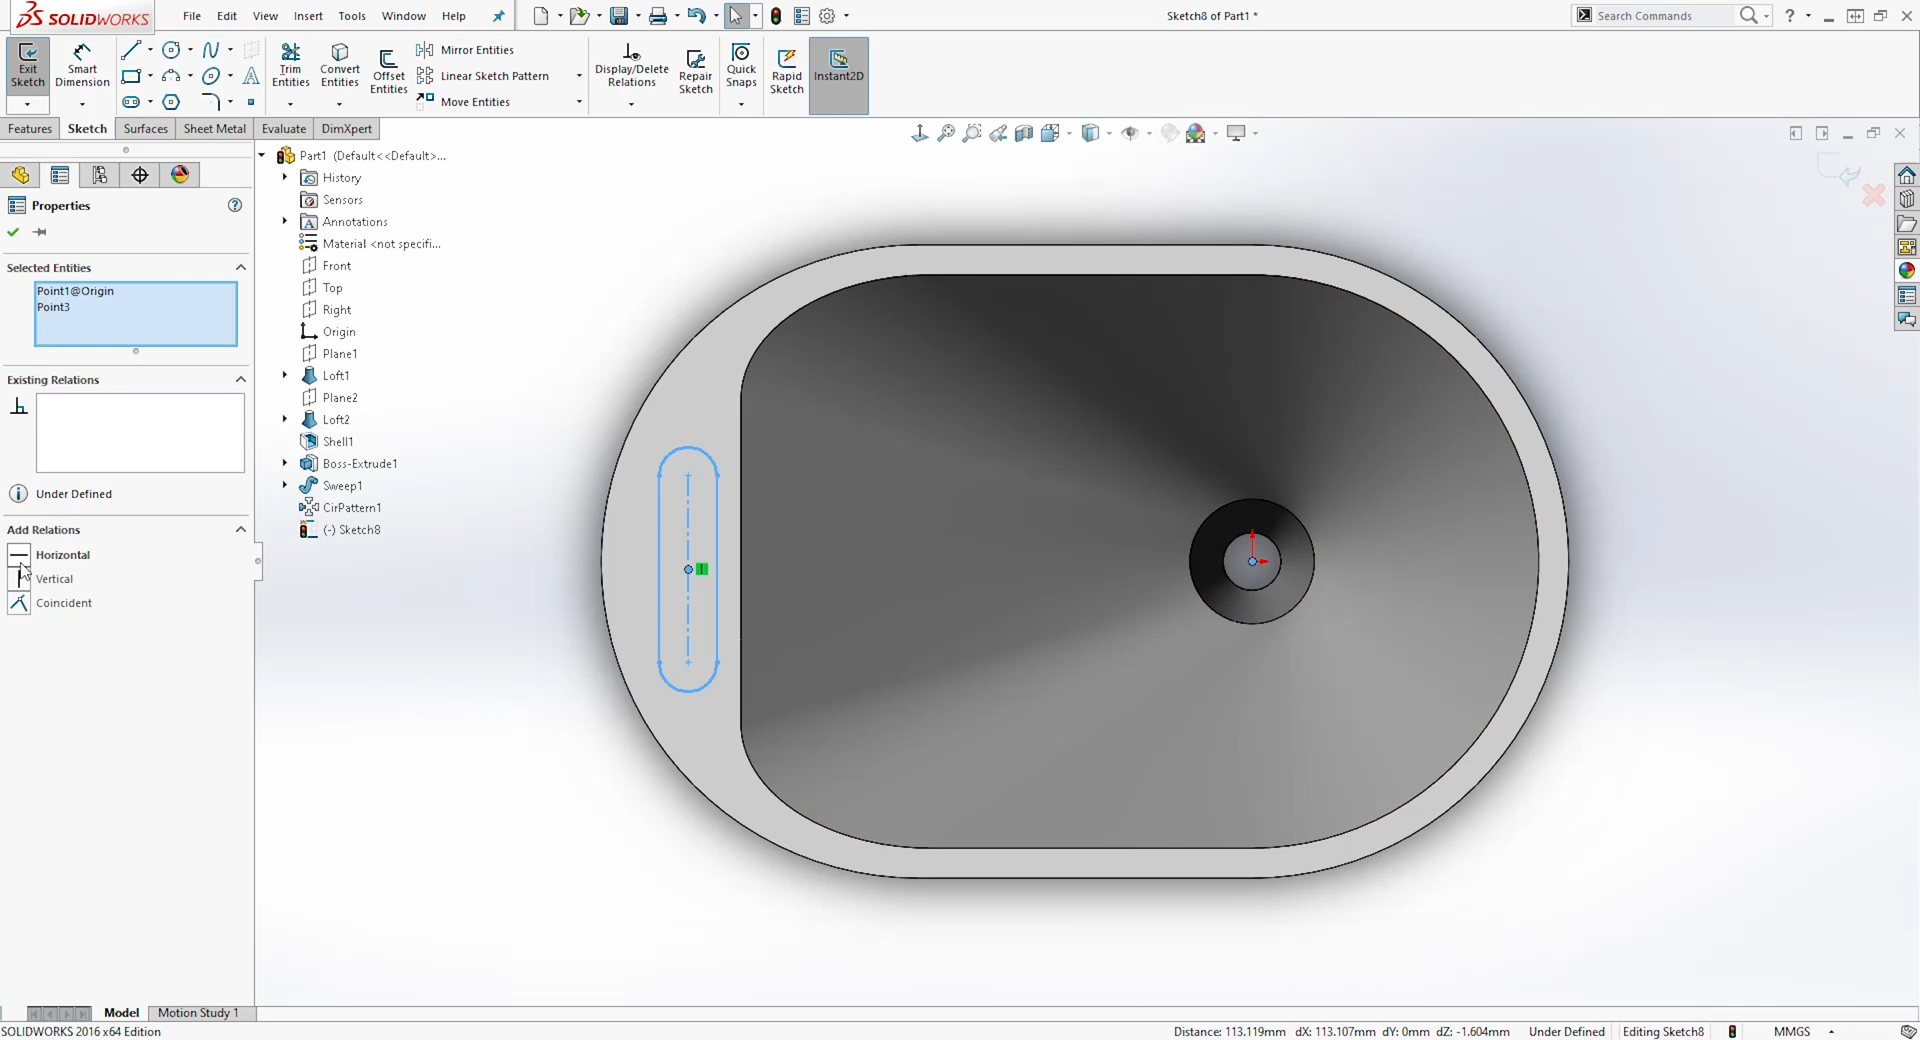 SOLIDWORKS
File Edit View Insert Tools Window Help
Sketch8 of Part1 *
Search Commands
Exit Sketch
Smart Dimension
Trim Entities
Convert Entities
Offset Entities
Mirror Entities
Linear Sketch Pattern
Move Entities
Display/Delete Relations
Repair Sketch
Quick Snaps
Rapid Sketch
Instant2D
Features Sketch Surfaces Sheet Metal Evaluate DimXpert
Part1 (Default<<Default>...
History
Sensors
Annotations
Material <not specifi...
Front
Top
Right
Origin
Plane1
Loft1
Plane2
Loft2
Shell1
Boss-Extrude1
Sweep1
CirPattern1
(-) Sketch8
Properties
Selected Entities
Point1@Origin
Point3
Existing Relations
Under Defined
Add Relations
Horizontal
Vertical
Coincident
Model Motion Study 1
SOLIDWORKS 2016 x64 Edition
Distance: 113.119mm dX: 113.107mm dY: 0mm dZ: -1.604mm Under Defined Editing Sketch8 MMGS